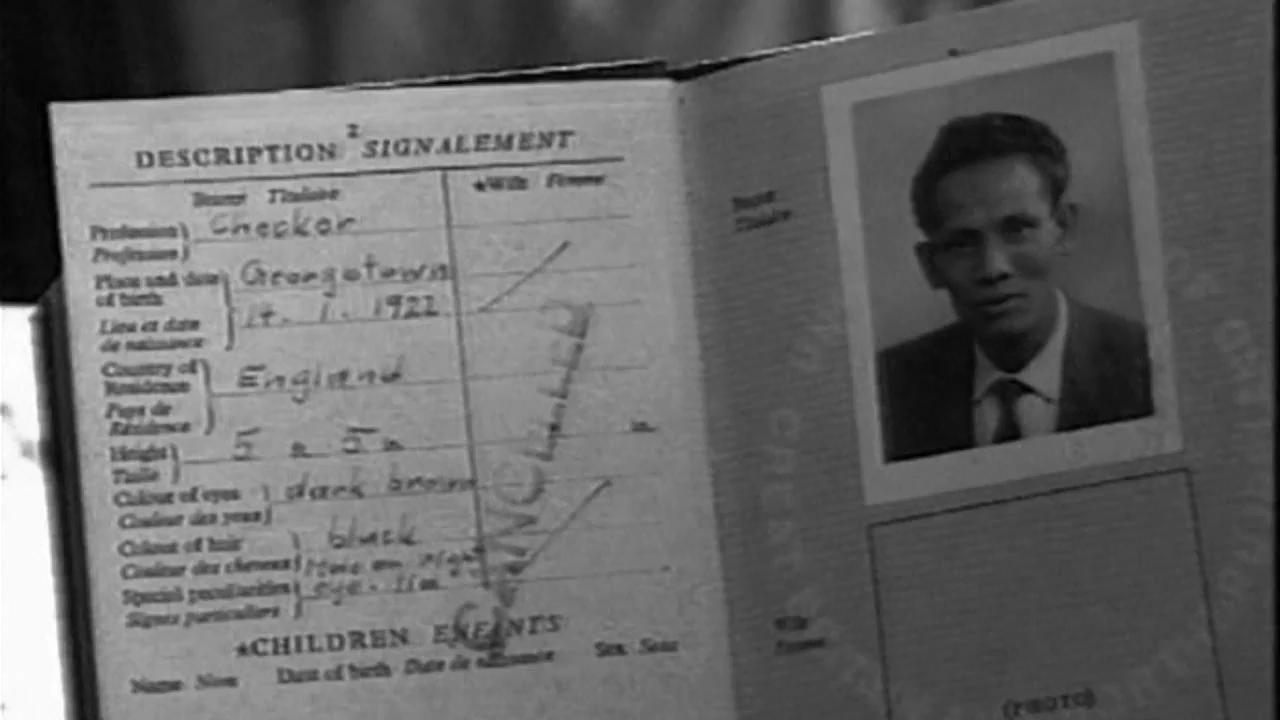 2
DESCRIPTION SIGNALEMENT
Bearer Titulaire ★Wife Femme
Profession Checker
Profession
Place and date Georgetown
of birth 14. 1. 1922
Lieu et date
de naissance
Country of England
Residence
Pays de
Résidence
Height 5 5 in
Taille
Colour of eyes dark brown
Couleur des yeux
Colour of hair black
Couleur des cheveux on right
Special peculiarities eye.
Signes particuliers
★CHILDREN ENFANTS
Name Nom Date of birth Date de naissance Sex Sexe
CANCELLED
Bearer
Titulaire
Wife
Femme
(PHOTO)